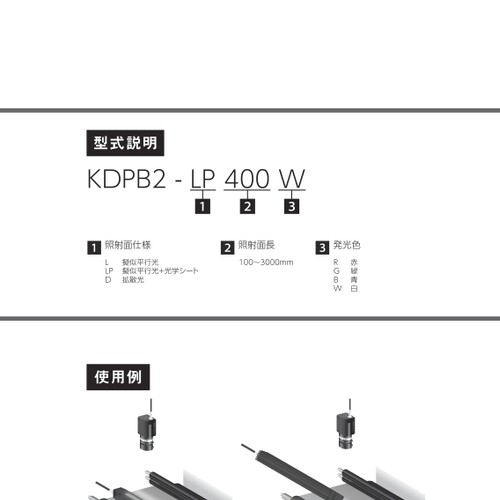 型式説明
KDPB2 - LP 400 W
1 2 3
1 照射面仕様
L 擬似平行光
LP 擬似平行光+光学シート
D 拡散光
2 照射面長
100～3000mm
3 発光色
R 赤
G 緑
B 青
W 白
使用例